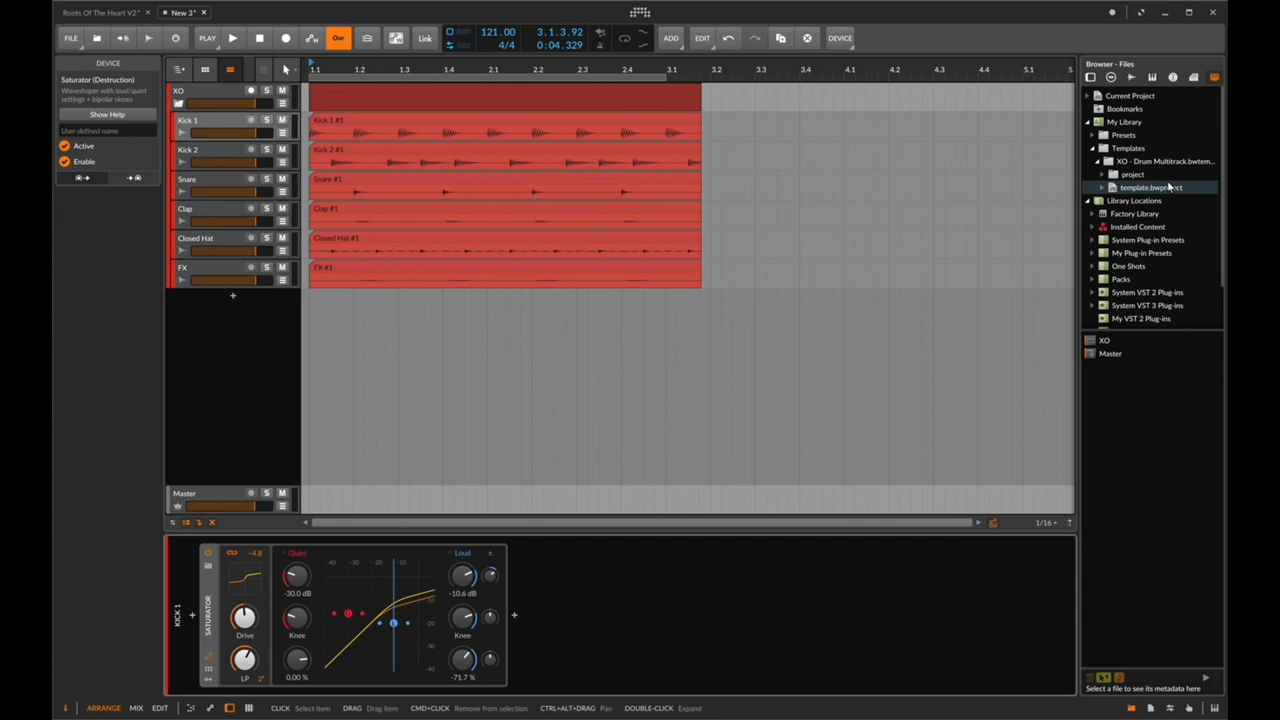 Roots Of The Heart V2* ×
New 3* ×
FILE
PLAY
Ovr
Link
121.00
4/4
3.1.3.92
0:04.329
ADD
EDIT
DEVICE
DEVICE
Saturator (Destruction)
Waveshaper with loud/quiet
settings + bipolar skews
Show Help
User-defined name
Active
Enable
1.1 1.2 1.3 1.4 2.1 2.2 2.3 2.4 3.1 3.2 3.3 3.4 4.1 4.2 4.3 4.4 5.1
XO S M
Kick 1 S M
Kick 1 #1
Kick 2 S M
Kick 2 #1
Snare S M
Snare #1
Clap S M
Clap #1
Closed Hat S M
Closed Hat #1
FX S M
FX #1
+
Master S M
1/16
Browser - Files
Current Project
Bookmarks
My Library
Presets
Templates
XO - Drum Multitrack.bwtem...
project
template.bwproject
Library Locations
Factory Library
Installed Content
System Plug-in Presets
My Plug-in Presets
One Shots
Packs
System VST 2 Plug-ins
System VST 3 Plug-ins
My VST 2 Plug-ins
XO
Master
Select a file to see its metadata here
KICK 1
+
SATURATOR
-4.8
Drive
LP
Quiet
-30.0 dB
Knee
0.00 %
-40 -30 -20 -10
-20
-30
-40
Loud
±
-10.6 dB
Knee
-71.7 %
+
i ARRANGE MIX EDIT
CLICK Select item DRAG Drag item CMD+CLICK Remove from selection CTRL+ALT+DRAG Pan DOUBLE-CLICK Expand